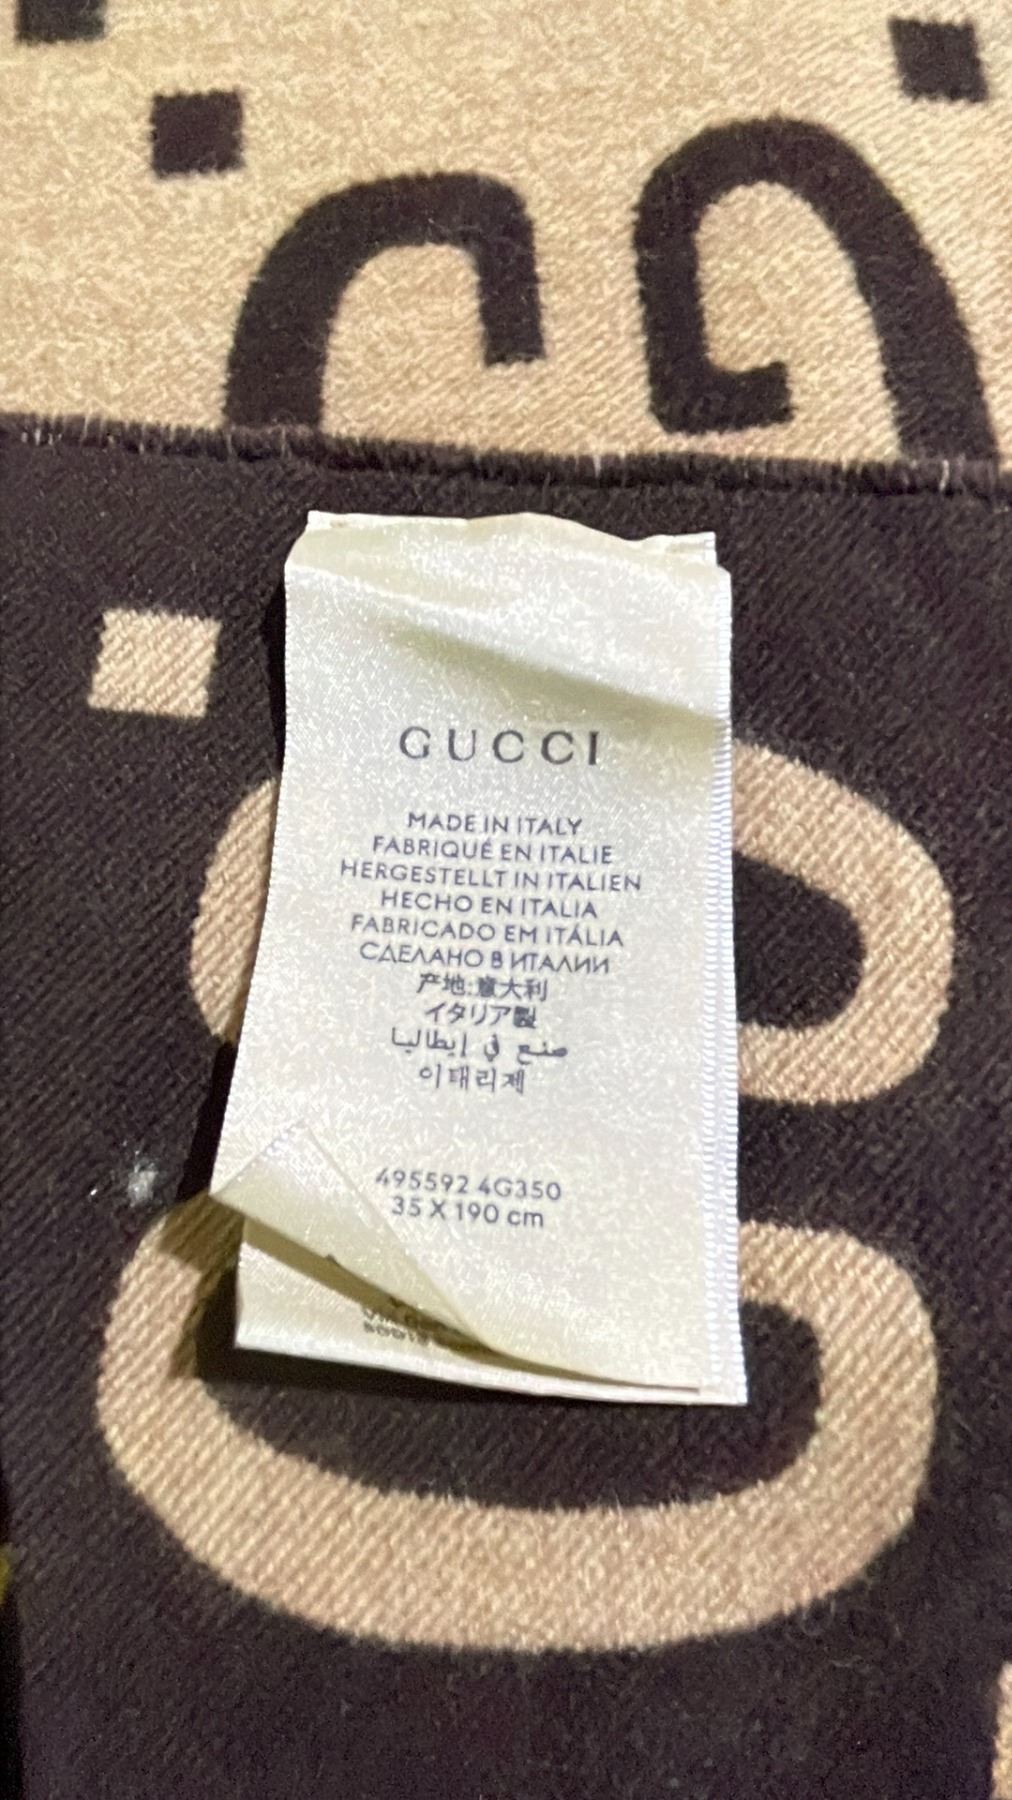 GUCCI
MADE IN ITALY
FABRIQUÉ EN ITALIE
HERGESTELLT IN ITALIEN
HECHO EN ITALIA
FABRICADO EM ITÁLIA
СДЕЛАНО В ИТАЛИИ
产地:意大利
イタリア製
صنع في إيطاليا
이태리제
495592 4G350
35 X 190 cm